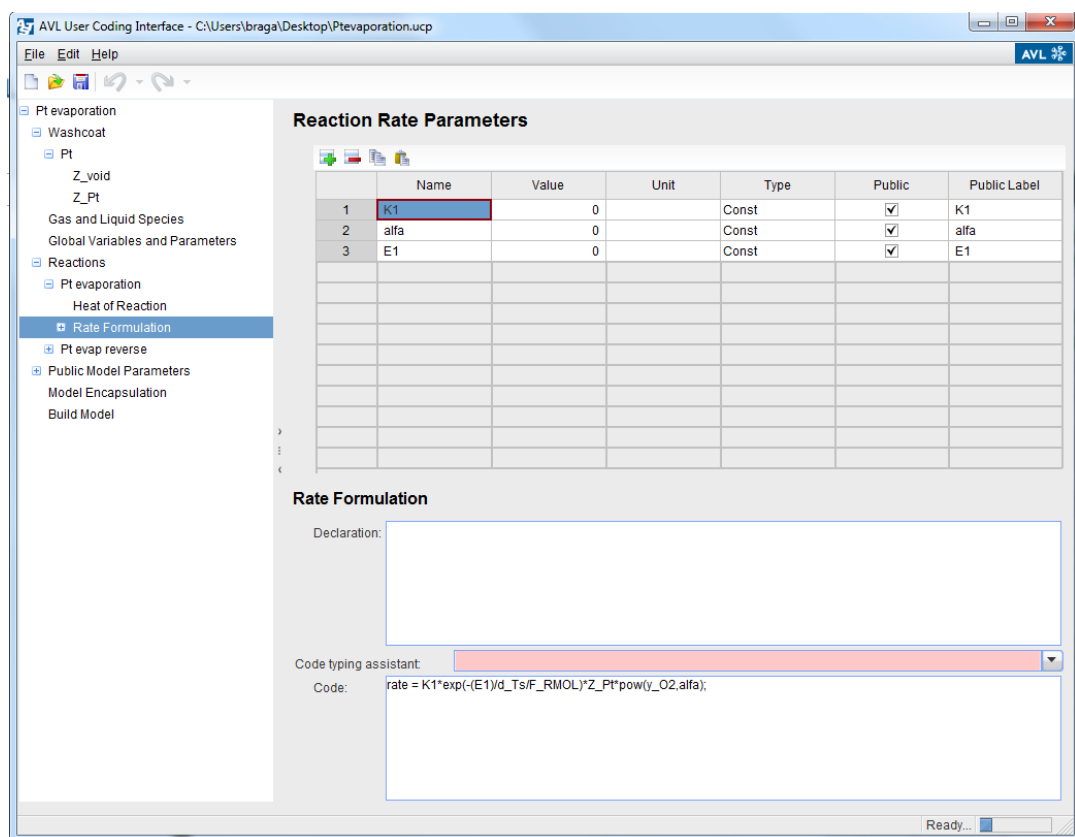 AVL User Coding Interface - C:\Users\braga\Desktop\Ptevaporation.ucp
File Edit Help
AVL
Pt evaporation
Washcoat
Pt
Z_void
Z_Pt
Gas and Liquid Species
Global Variables and Parameters
Reactions
Pt evaporation
Heat of Reaction
Rate Formulation
Pt evap reverse
Public Model Parameters
Model Encapsulation
Build Model
Reaction Rate Parameters
Name Value Unit Type Public Public Label
1 K1 0 Const K1
2 alfa 0 Const alfa
3 E1 0 Const E1
Rate Formulation
Declaration:
Code typing assistant:
Code: rate = K1*exp(-(E1)/d_Ts/F_RMOL)*Z_Pt*pow(y_O2,alfa);
Ready...